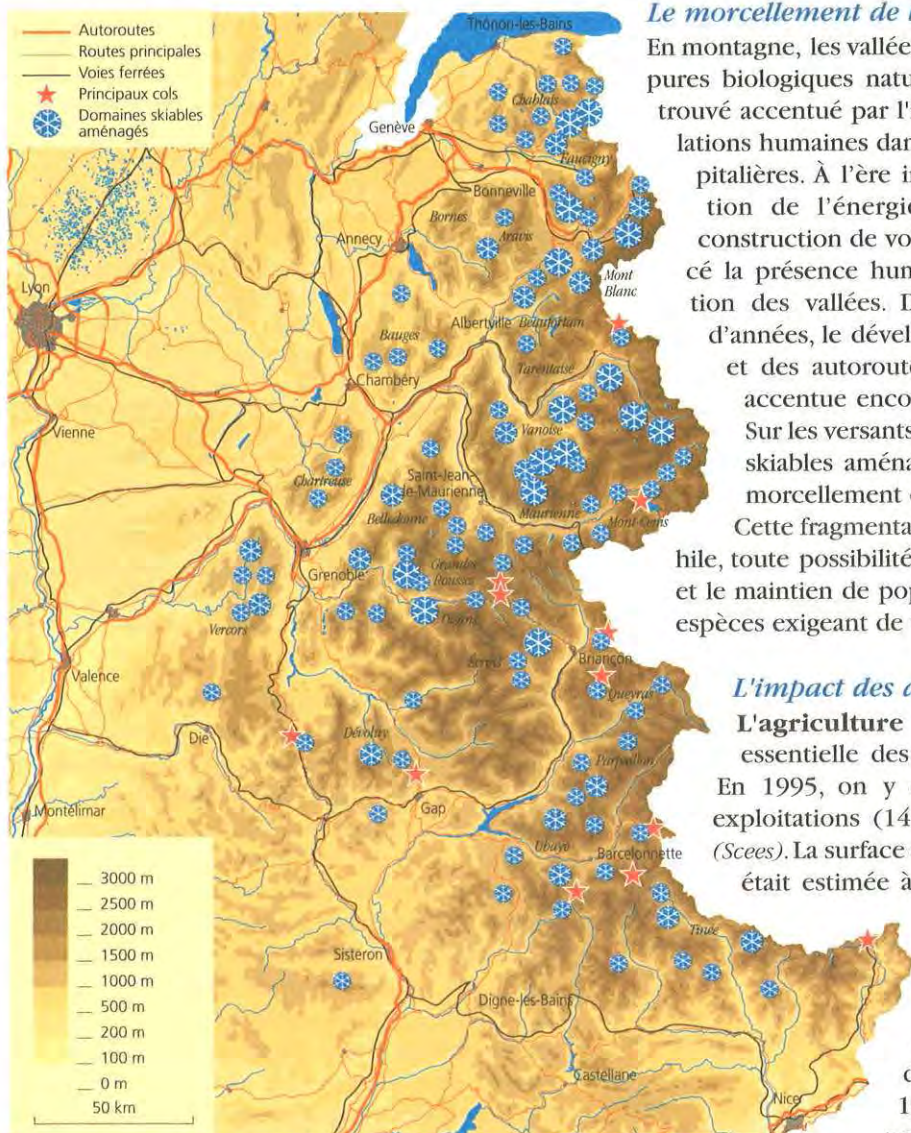 Autoroutes
Routes principales
Voies ferrées
Principaux cols
Domaines skiables
aménagés
Thonon-les-Bains
Chablais
Genève
Faucigny
Bonneville
Bornes
Annecy
Aravis
Mont
Blanc
Lyon
Albertville
Beaufortain
Bauges
Tarentaise
Chambéry
Vienne
Vanoise
Chartreuse
Saint-Jean-
de-Maurienne
Belledonne
Maurienne
Mont-Cenis
Grenoble
Grandes
Rousses
Oisans
Vercors
Écrins
Briançon
Valence
Queyras
Die
Dévoluy
Parpaillon
Gap
Montélimar
Ubaye
Barcelonnette
Tinée
Sisteron
Digne-les-Bains
Castellane
Nice
3000 m
2500 m
2000 m
1500 m
1000 m
500 m
200 m
100 m
0 m
50 km
Le morcellement de
En montagne, les vallée
pures biologiques natu
trouvé accentué par l'
lations humaines dan
pitalières. À l'ère in
tion de l'énergie
construction de vo
cé la présence hum
tion des vallées. D
d'années, le dével
et des autoroute
accentue enco
Sur les versants
skiables aména
morcellement
Cette fragmenta
hile, toute possibilité
et le maintien de pop
espèces exigeant de
L'impact des
L'agriculture
essentielle des
En 1995, on y
exploitations (14
(Scees). La surface
était estimée à